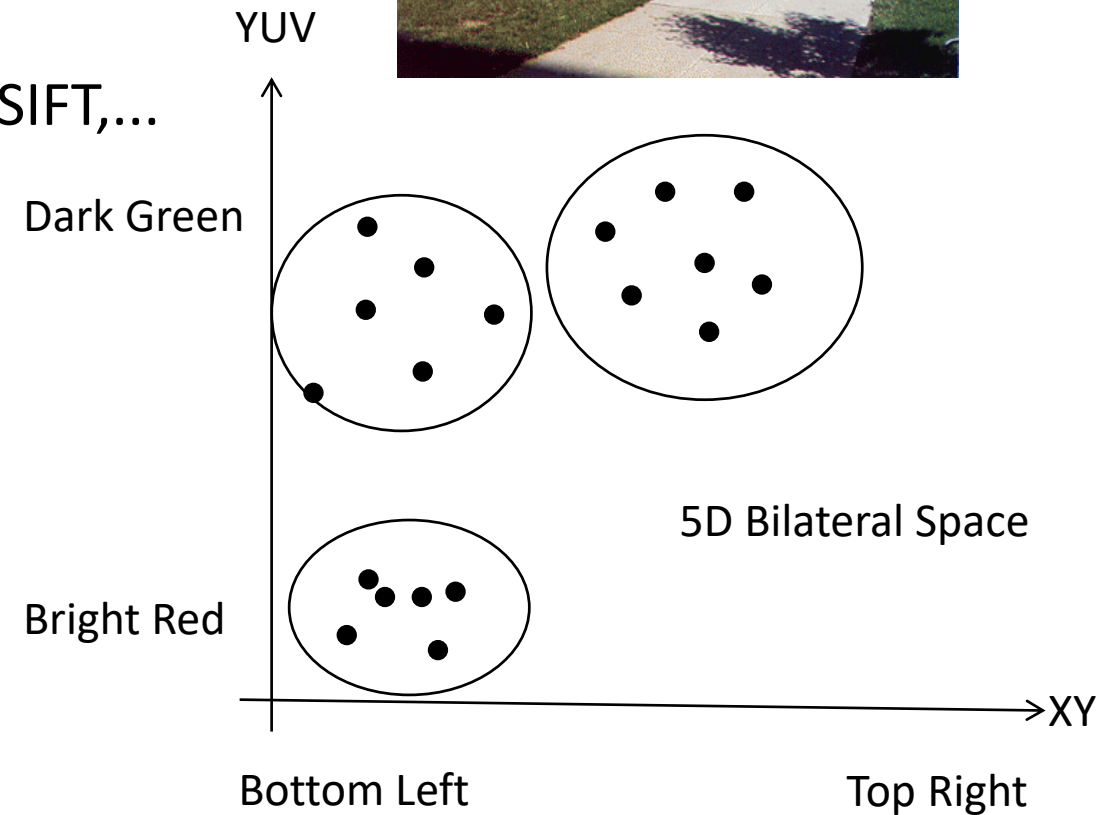 YUV
SIFT,...
Dark Green
5D Bilateral Space
Bright Red
XY
Bottom Left
Top Right